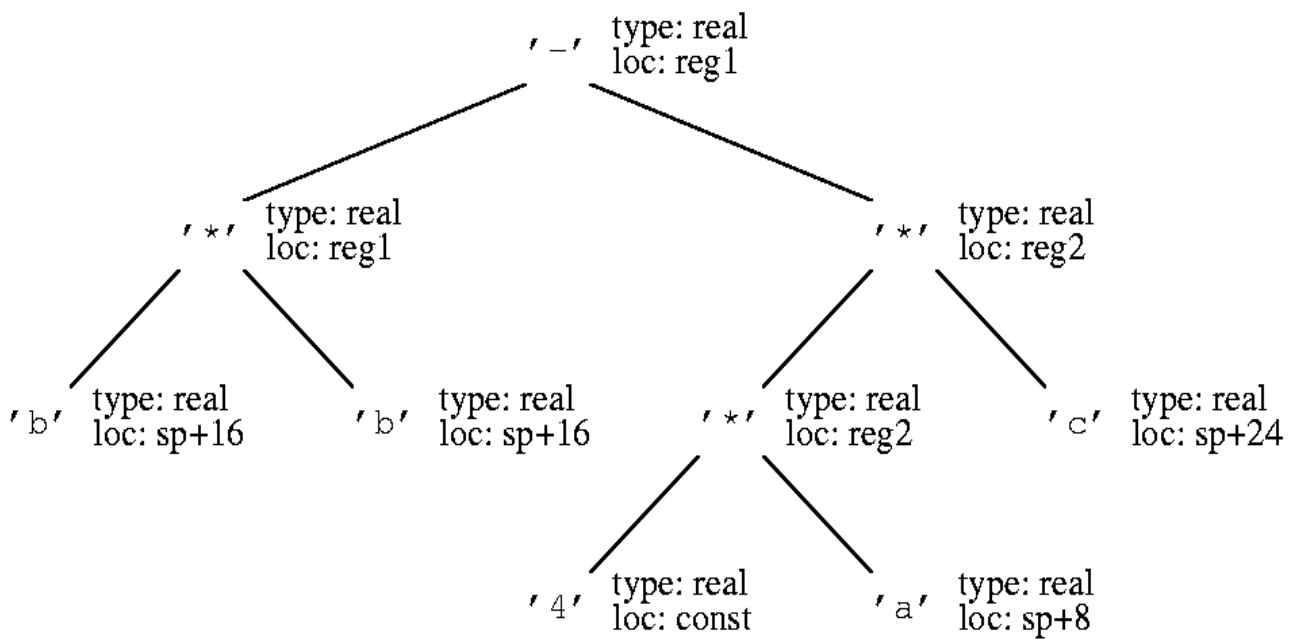 '-' type: real
loc: reg1
'*' type: real
loc: reg1
'*' type: real
loc: reg2
'b' type: real
loc: sp+16
'b' type: real
loc: sp+16
'*' type: real
loc: reg2
'c' type: real
loc: sp+24
'4' type: real
loc: const
'a' type: real
loc: sp+8